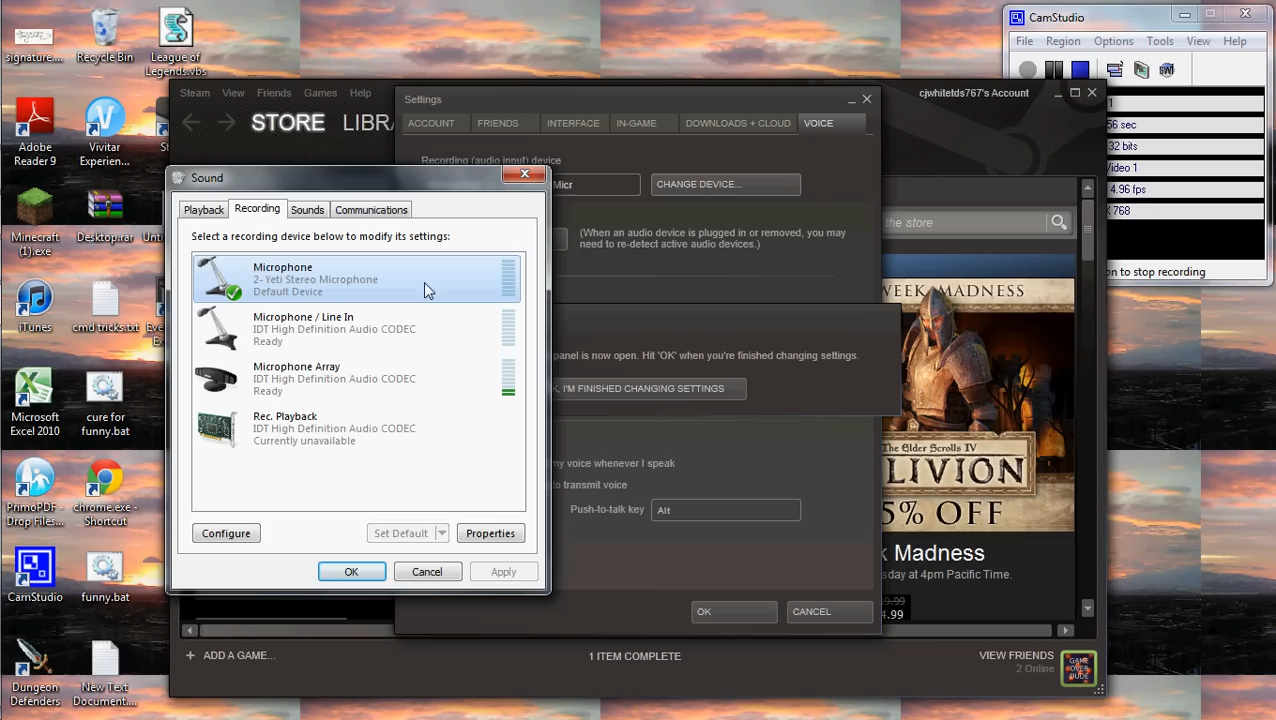 signature....
Recycle Bin
League of
Legends.vbs
Adobe
Reader 9
Vivitar
Experien...
Minecraft
(1).exe
Desktop.rar
iTunes
cmd tricks.txt
Microsoft
Excel 2010
cure for
funny.bat
PrimoPDF -
Drop Files...
chrome.exe -
Shortcut
CamStudio
funny.bat
Dungeon
Defenders
New Text
Document....
Steam View Friends Games Help
STORE
cjwhitetds767's Account
Settings
ACCOUNT FRIENDS INTERFACE IN-GAME DOWNLOADS + CLOUD VOICE
Recording (audio input) device
Micr
CHANGE DEVICE...
(When an audio device is plugged in or removed, you may
need to re-detect active audio devices.)
panel is now open. Hit 'OK' when you're finished changing settings.
I'M FINISHED CHANGING SETTINGS
my voice whenever I speak
to transmit voice
Push-to-talk key
Alt
OK
CANCEL
Sound
Playback Recording Sounds Communications
Select a recording device below to modify its settings:
Microphone
2- Yeti Stereo Microphone
Default Device
Microphone / Line In
IDT High Definition Audio CODEC
Ready
Microphone Array
IDT High Definition Audio CODEC
Ready
Rec. Playback
IDT High Definition Audio CODEC
Currently unavailable
Configure
Set Default
Properties
OK
Cancel
Apply
the store
MADNESS
The Elder Scrolls IV
5% OFF
k Madness
at 4pm Pacific Time.
ADD A GAME...
1 ITEM COMPLETE
VIEW FRIENDS
2 Online
GAME
OVER
DUDE
CamStudio
File Region Options Tools View Help
56 sec
32 bits
4.96 fps
768
on to stop recording